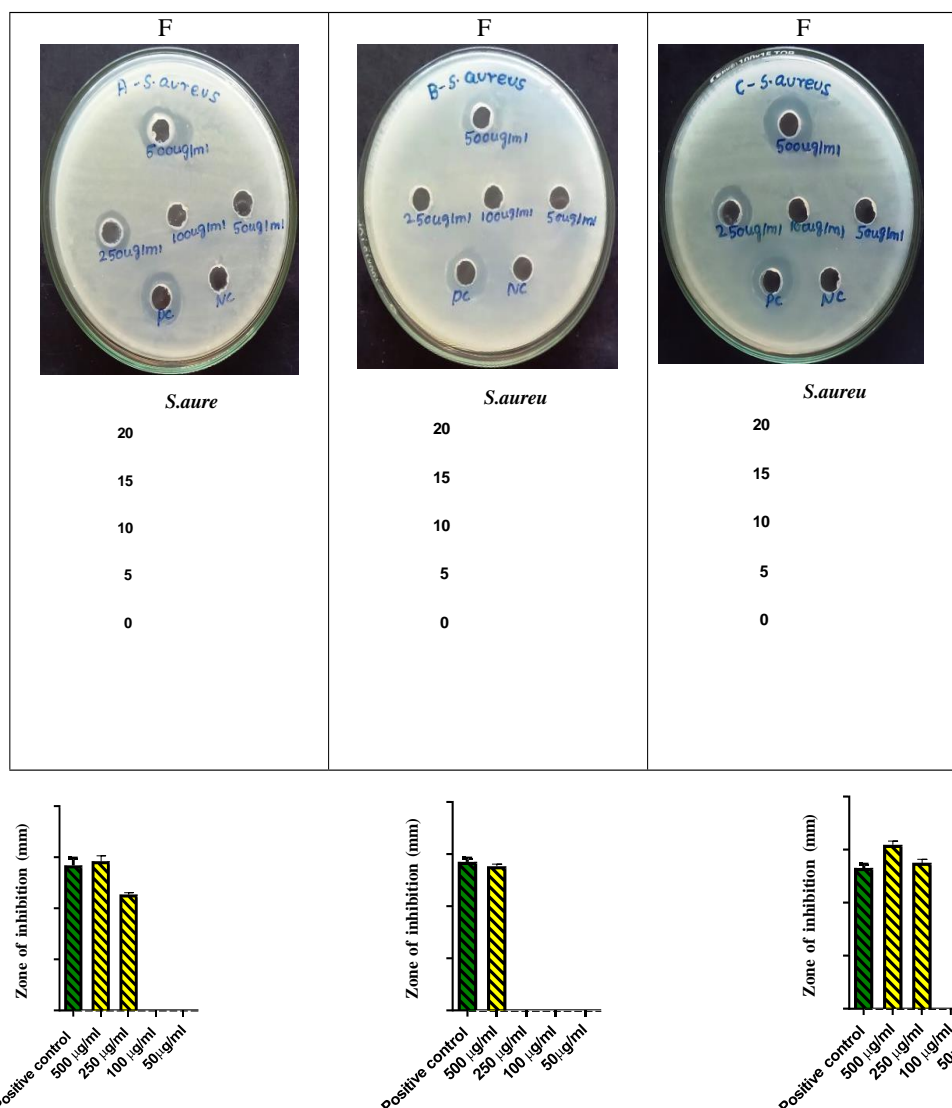 F
A-S.aureus
500ug/ml
250ug/ml 100ug/ml 50ug/ml
PC NC
S.aure
20
15
10
5
0
F
B-S.aureus
500ug/ml
250ug/ml 100ug/ml 50ug/ml
PC NC
S.aureu
20
15
10
5
0
F
C-S.aureus
500ug/ml
250ug/ml 100ug/ml 50ug/ml
PC NC
S.aureu
20
15
10
5
0
Zone of inhibition (mm)
Positive control
500 µg/ml
250 µg/ml
100 µg/ml
50µg/ml
Zone of inhibition (mm)
Positive control
500 µg/ml
250 µg/ml
100 µg/ml
50µg/ml
Zone of inhibition (mm)
Positive control
500 µg/ml
250 µg/ml
100 µg/ml